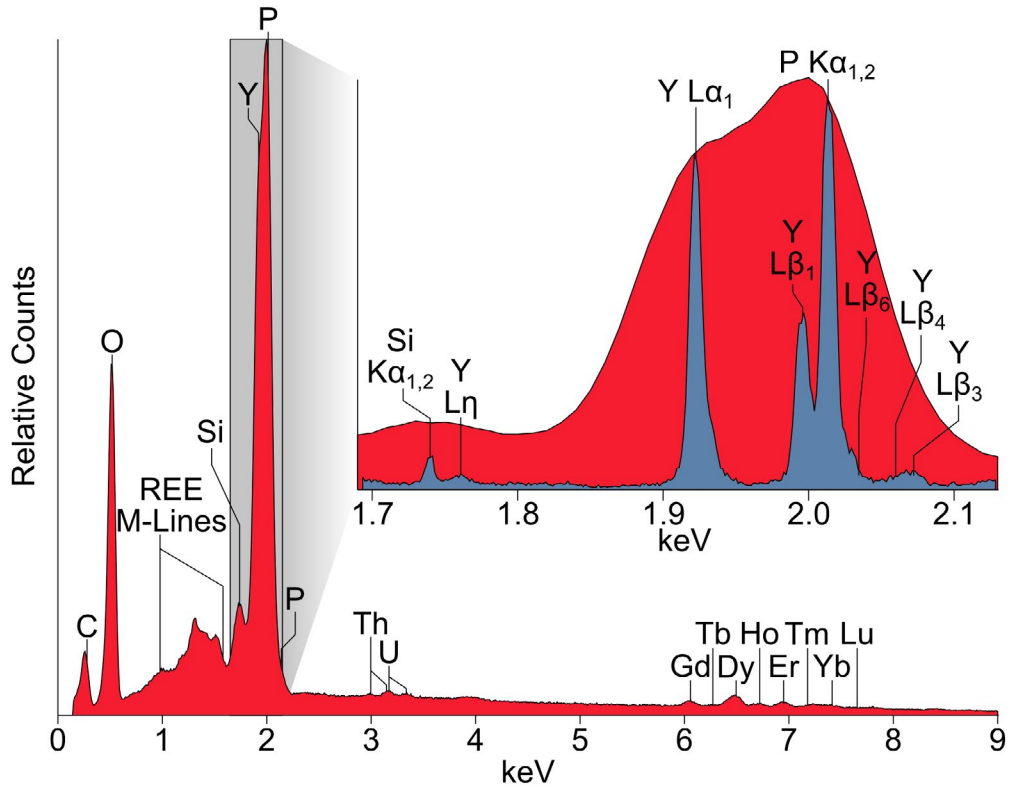 P
Y
Y Lα₁
P Kα₁,₂
Y
Lβ₁
Y
Lβ₆
Y
Lβ₄
Y
Lβ₃
Si
Kα₁,₂
Y
Lη
1.7 1.8 1.9 2.0 2.1
keV
Relative Counts
O
Si
REE
M-Lines
C
P
Th
U
Tb Ho Tm Lu
Gd Dy Er Yb
0 1 2 3 4 5 6 7 8 9
keV